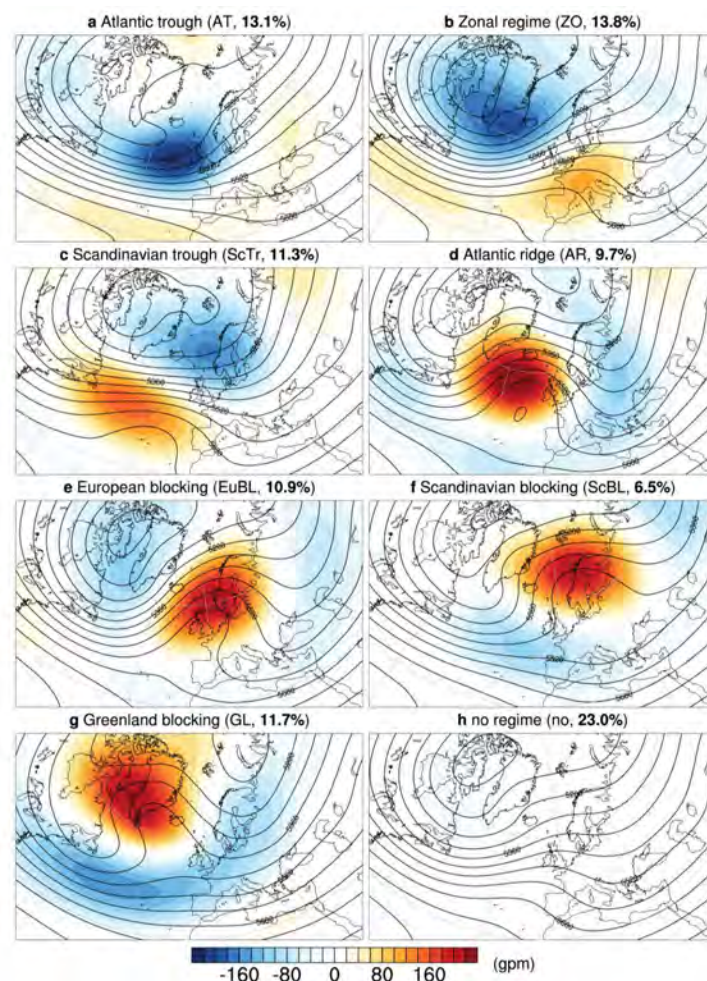 a Atlantic trough (AT, 13.1%)
b Zonal regime (ZO, 13.8%)
c Scandinavian trough (ScTr, 11.3%)
d Atlantic ridge (AR, 9.7%)
e European blocking (EuBL, 10.9%)
f Scandinavian blocking (ScBL, 6.5%)
g Greenland blocking (GL, 11.7%)
h no regime (no, 23.0%)
-160 -80 0 80 160 (gpm)